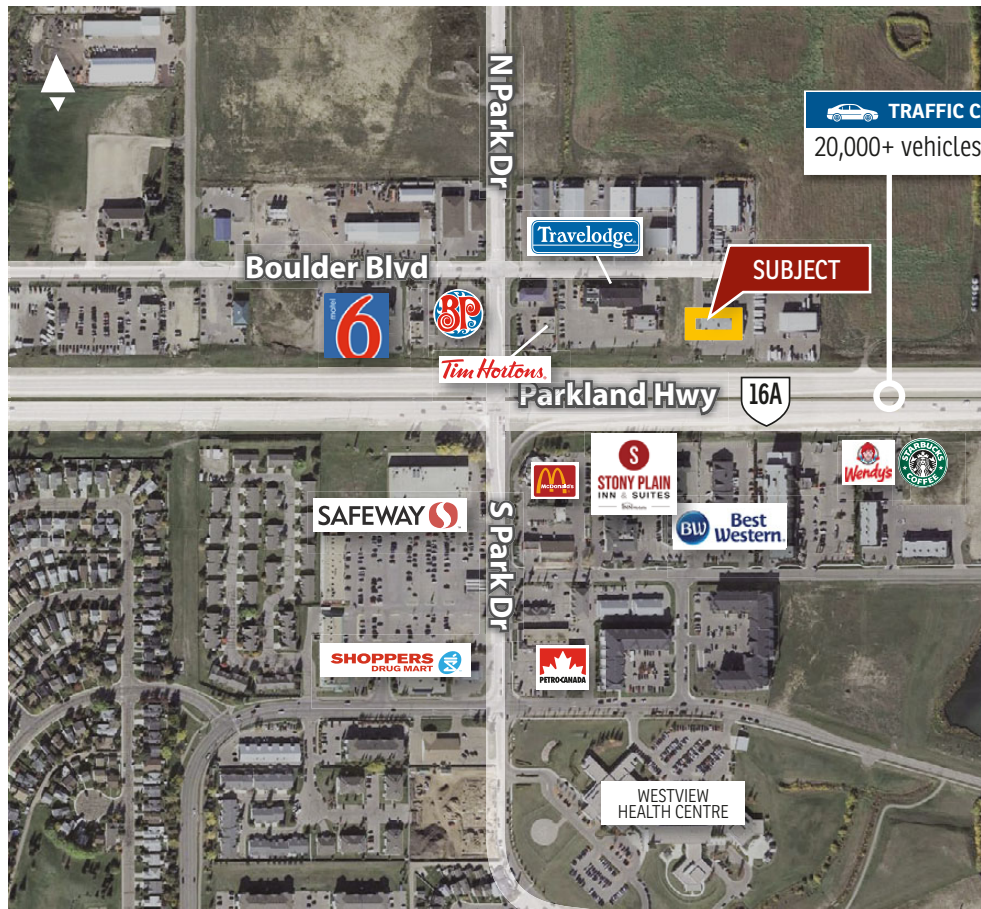 N Park Dr
TRAFFIC C
20,000+ vehicles
Travelodge
Boulder Blvd
SUBJECT
motel
6
BP
Tim Hortons
Parkland Hwy
16A
S
STONY PLAIN
INN & SUITES
McDonald's
Wendy's
STARBUCKS
COFFEE
SAFEWAY S
BW Best
Western
S Park Dr
SHOPPERS
DRUG MART
PETRO-CANADA
WESTVIEW
HEALTH CENTRE